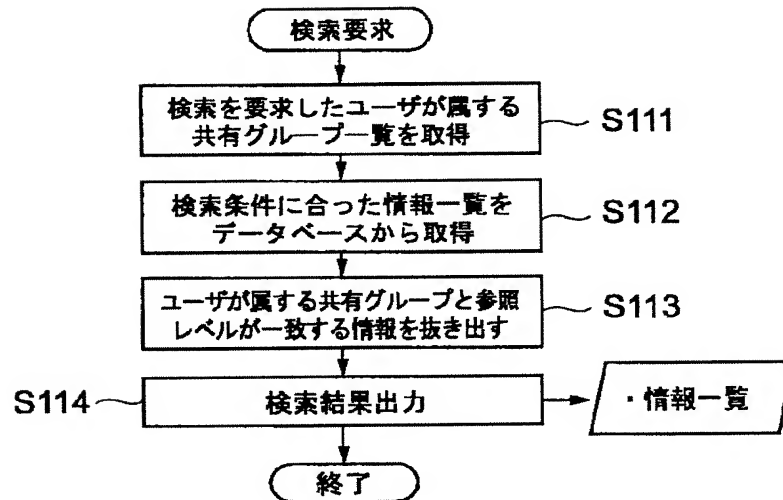 検索要求
検索を要求したユーザが属する
共有グループ一覧を取得
S111
検索条件に合った情報一覧を
データベースから取得
S112
ユーザが属する共有グループと参照
レベルが一致する情報を抜き出す
S113
S114
検索結果出力
・情報一覧
終了